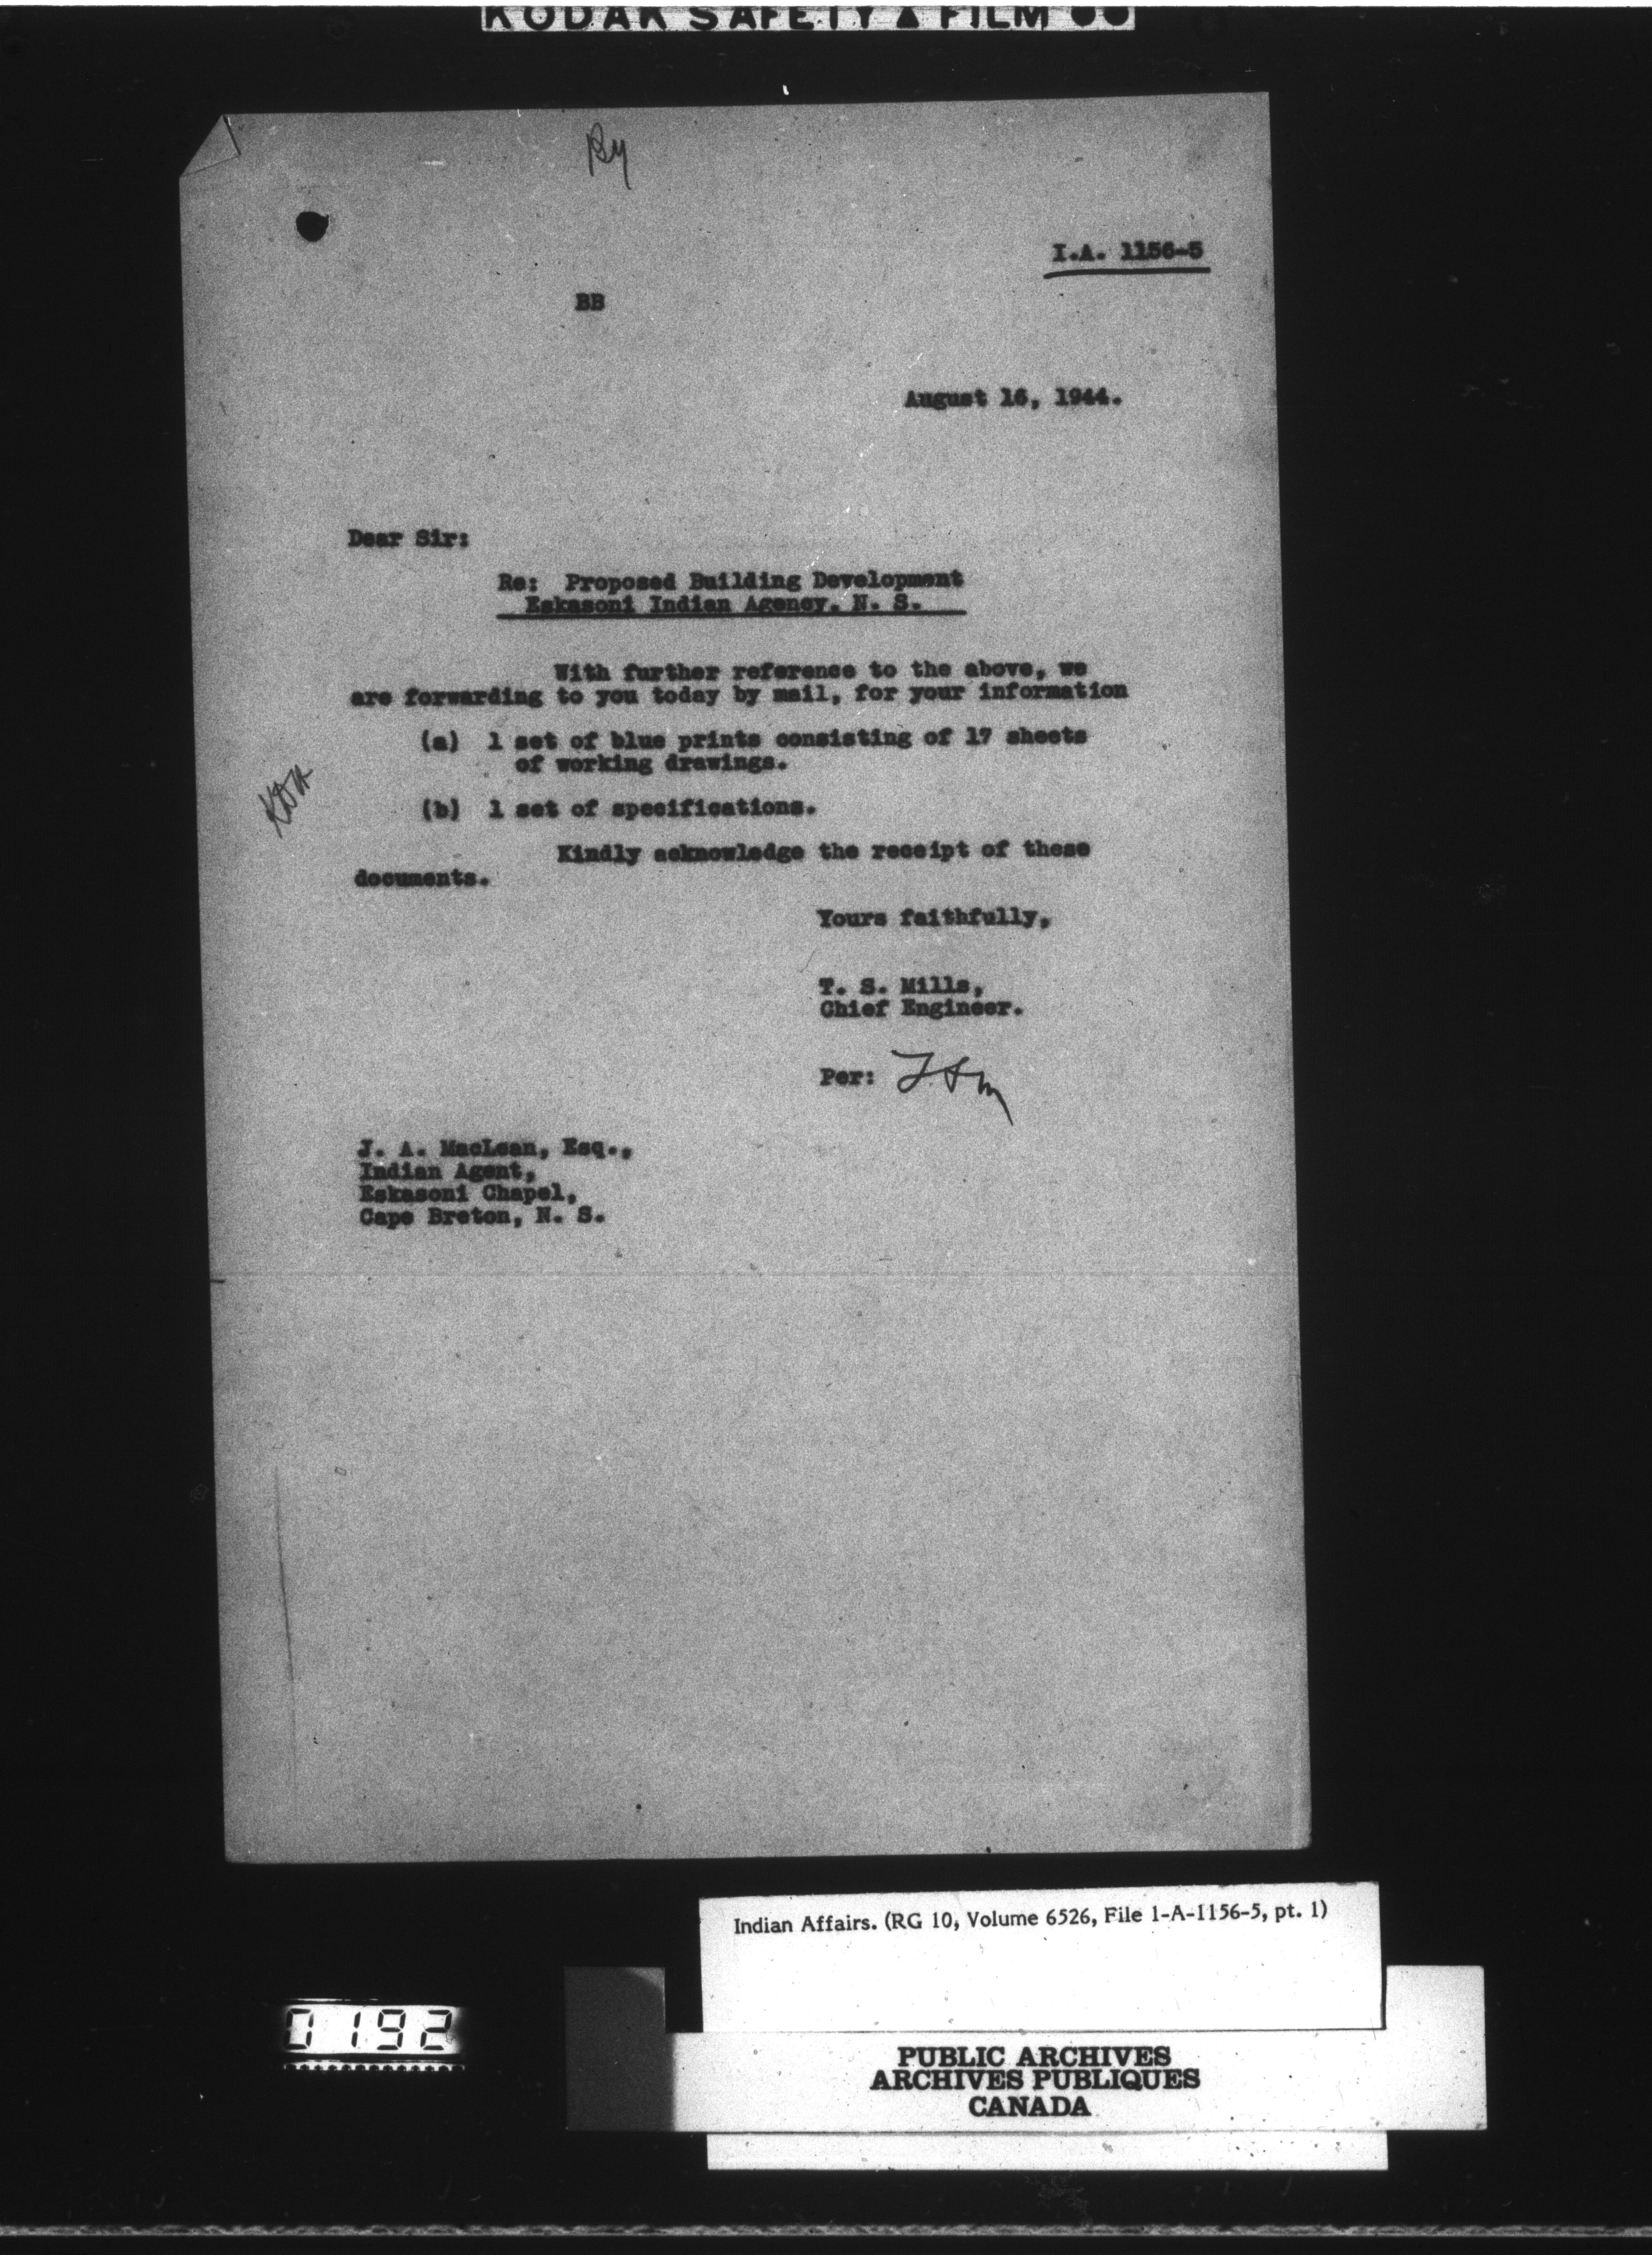 KODAK SAFETY ▲ FILM ●●
By
I.A. 1156-5
BB
August 16, 1944.
Dear Sir:
Re: Proposed Building Development
Eskasoni Indian Agency, N. S.
With further reference to the above, we
are forwarding to you today by mail, for your information
(a) 1 set of blue prints consisting of 17 sheets
of working drawings.
(b) 1 set of specifications.
Kindly acknowledge the receipt of these
documents.
Yours faithfully,
T. S. Mills,
Chief Engineer.
Per: TSM
J. A. MacLean, Esq.,
Indian Agent,
Eskasoni Chapel,
Cape Breton, N. S.
Indian Affairs. (RG 10, Volume 6526, File 1-A-1156-5, pt. 1)
0192
PUBLIC ARCHIVES
ARCHIVES PUBLIQUES
CANADA